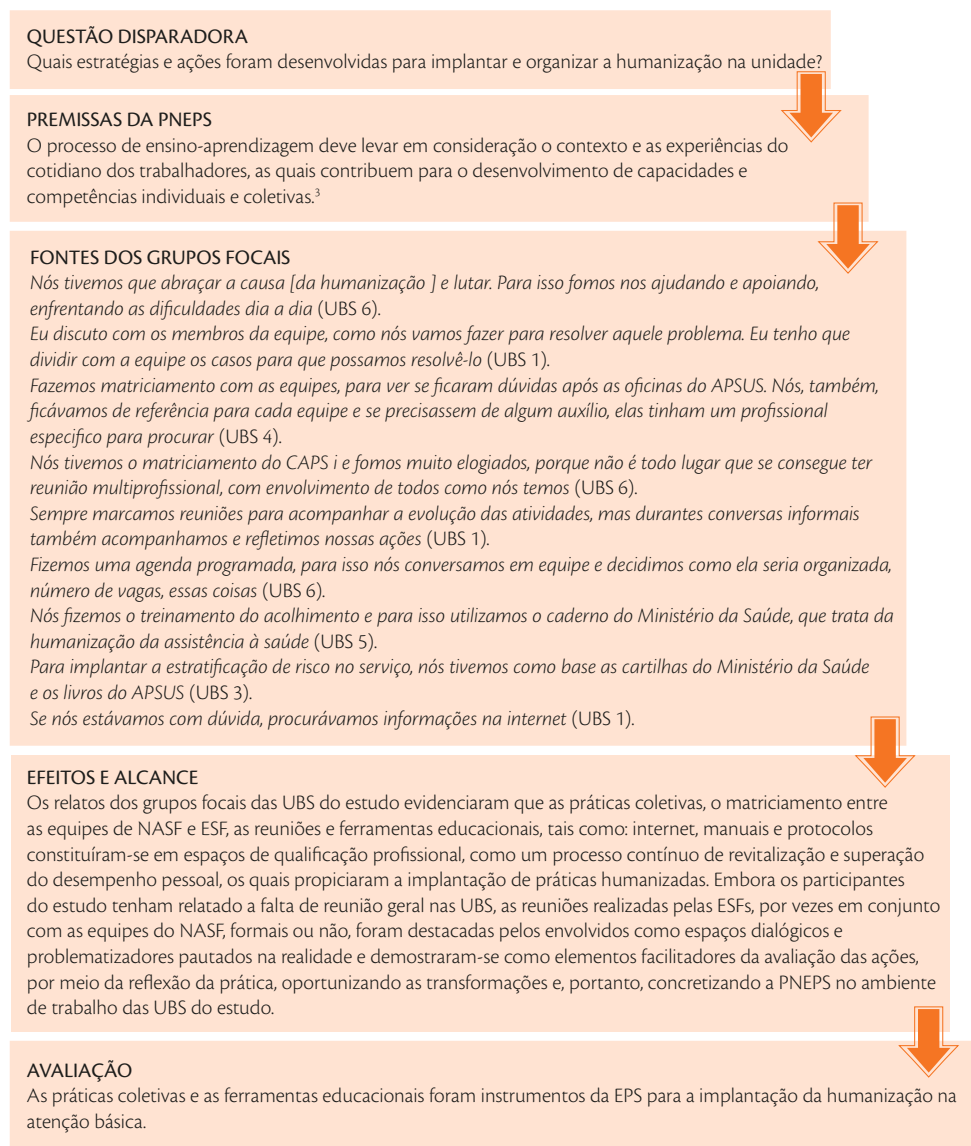 QUESTÃO DISPARADORA
Quais estratégias e ações foram desenvolvidas para implantar e organizar a humanização na unidade?
PREMISSAS DA PNEPS
O processo de ensino-aprendizagem deve levar em consideração o contexto e as experiências do
cotidiano dos trabalhadores, as quais contribuem para o desenvolvimento de capacidades e
competências individuais e coletivas.³
FONTES DOS GRUPOS FOCAIS
Nós tivemos que abraçar a causa [da humanização ] e lutar. Para isso fomos nos ajudando e apoiando,
enfrentando as dificuldades dia a dia (UBS 6).
Eu discuto com os membros da equipe, como nós vamos fazer para resolver aquele problema. Eu tenho que
dividir com a equipe os casos para que possamos resolvê-lo (UBS 1).
Fazemos matriciamento com as equipes, para ver se ficaram dúvidas após as oficinas do APSUS. Nós, também,
ficávamos de referência para cada equipe e se precisassem de algum auxílio, elas tinham um profissional
especifico para procurar (UBS 4).
Nós tivemos o matriciamento do CAPS i e fomos muito elogiados, porque não é todo lugar que se consegue ter
reunião multiprofissional, com envolvimento de todos como nós temos (UBS 6).
Sempre marcamos reuniões para acompanhar a evolução das atividades, mas durantes conversas informais
também acompanhamos e refletimos nossas ações (UBS 1).
Fizemos uma agenda programada, para isso nós conversamos em equipe e decidimos como ela seria organizada,
número de vagas, essas coisas (UBS 6).
Nós fizemos o treinamento do acolhimento e para isso utilizamos o caderno do Ministério da Saúde, que trata da
humanização da assistência à saúde (UBS 5).
Para implantar a estratificação de risco no serviço, nós tivemos como base as cartilhas do Ministério da Saúde
e os livros do APSUS (UBS 3).
Se nós estávamos com dúvida, procurávamos informações na internet (UBS 1).
EFEITOS E ALCANCE
Os relatos dos grupos focais das UBS do estudo evidenciaram que as práticas coletivas, o matriciamento entre
as equipes de NASF e ESF, as reuniões e ferramentas educacionais, tais como: internet, manuais e protocolos
constituíram-se em espaços de qualificação profissional, como um processo contínuo de revitalização e superação
do desempenho pessoal, os quais propiciaram a implantação de práticas humanizadas. Embora os participantes
do estudo tenham relatado a falta de reunião geral nas UBS, as reuniões realizadas pelas ESFs, por vezes em conjunto
com as equipes do NASF, formais ou não, foram destacadas pelos envolvidos como espaços dialógicos e
problematizadores pautados na realidade e demostraram-se como elementos facilitadores da avaliação das ações,
por meio da reflexão da prática, oportunizando as transformações e, portanto, concretizando a PNEPS no ambiente
de trabalho das UBS do estudo.
AVALIAÇÃO
As práticas coletivas e as ferramentas educacionais foram instrumentos da EPS para a implantação da humanização na
atenção básica.